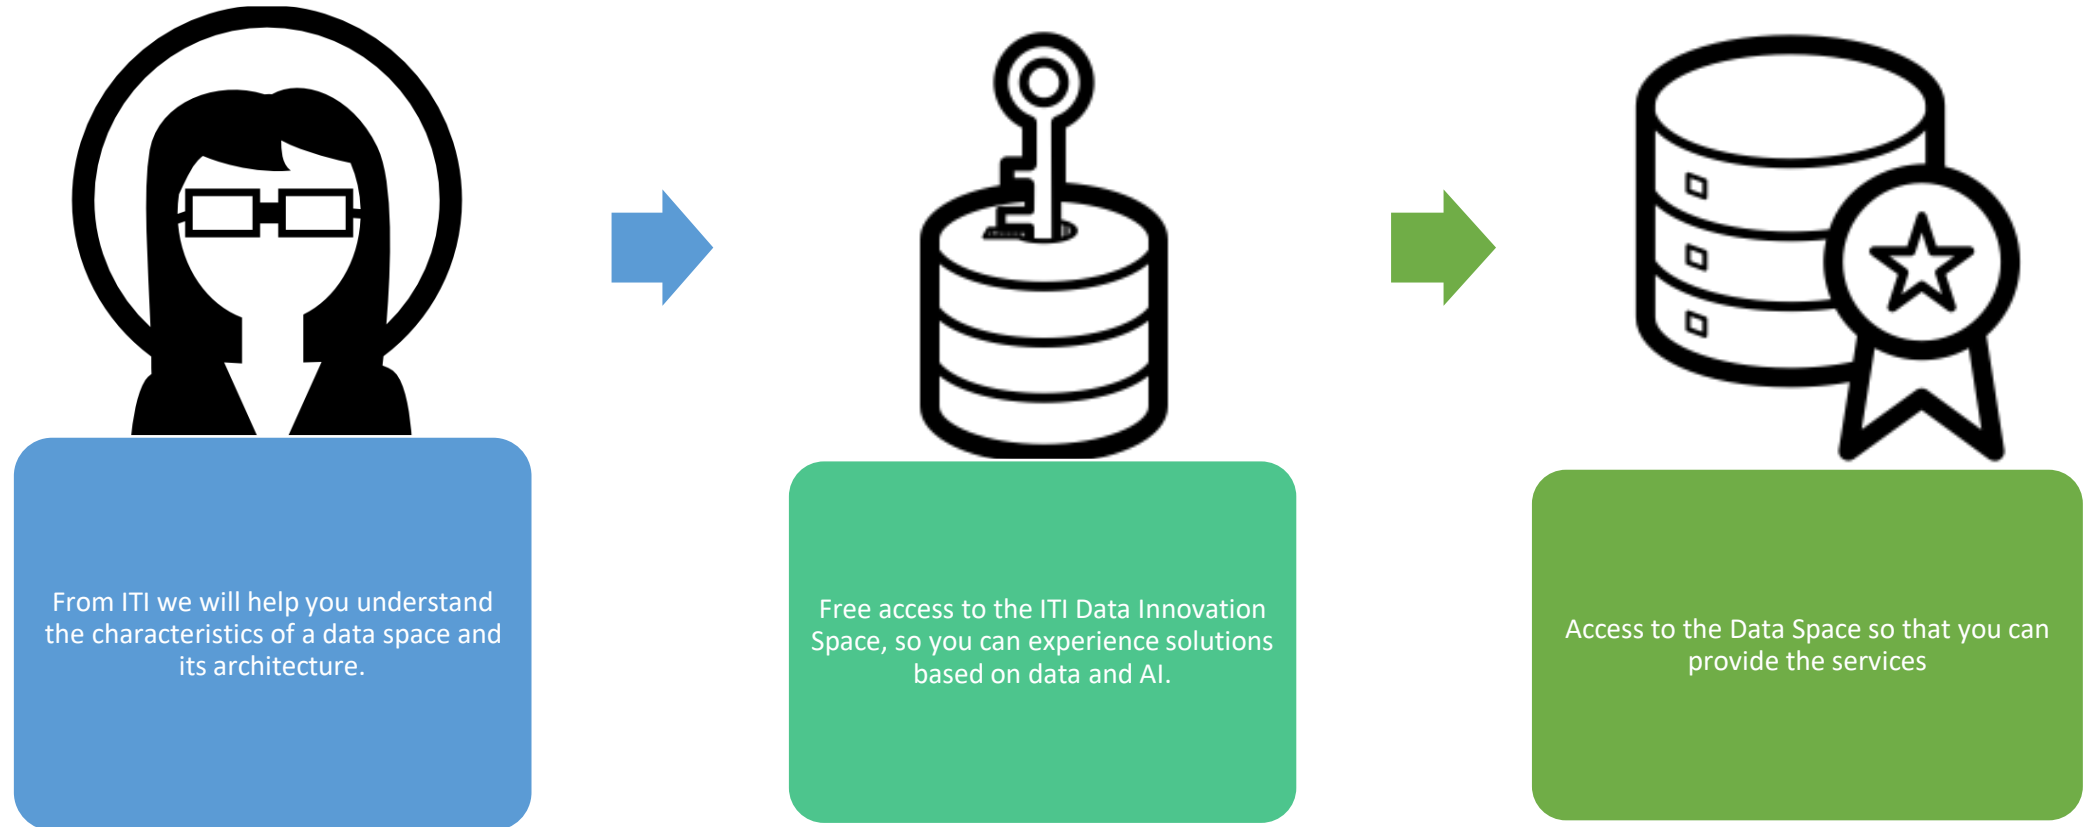 From ITI we will help you understand
the characteristics of a data space and
its architecture.
Free access to the ITI Data Innovation
Space, so you can experience solutions
based on data and AI.
Access to the Data Space so that you can
provide the services